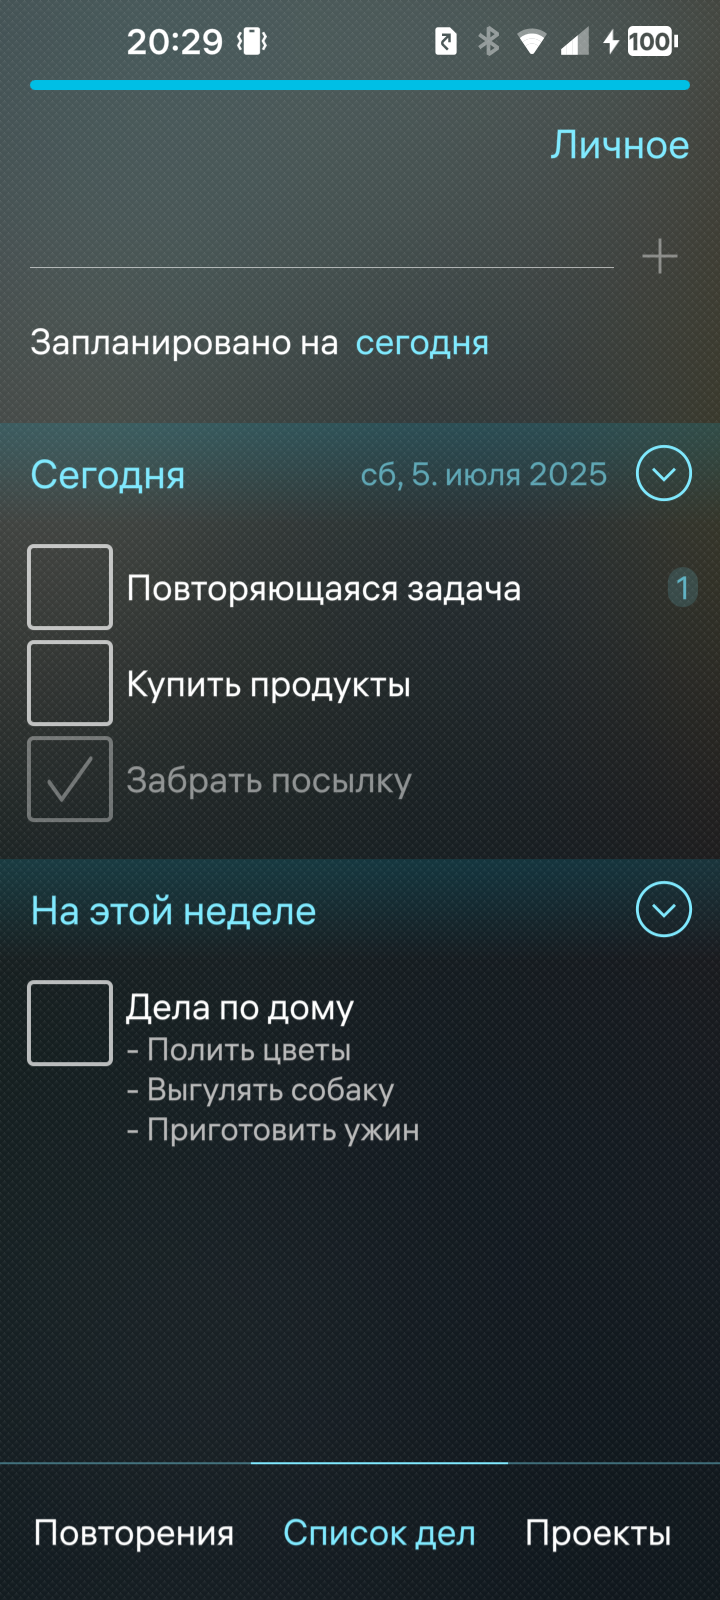 20:29
100
Личное
Запланировано на сегодня
Сегодня сб, 5. июля 2025
Повторяющаяся задача 1
Купить продукты
Забрать посылку
На этой неделе
Дела по дому
- Полить цветы
- Выгулять собаку
- Приготовить ужин
Повторения Список дел Проекты